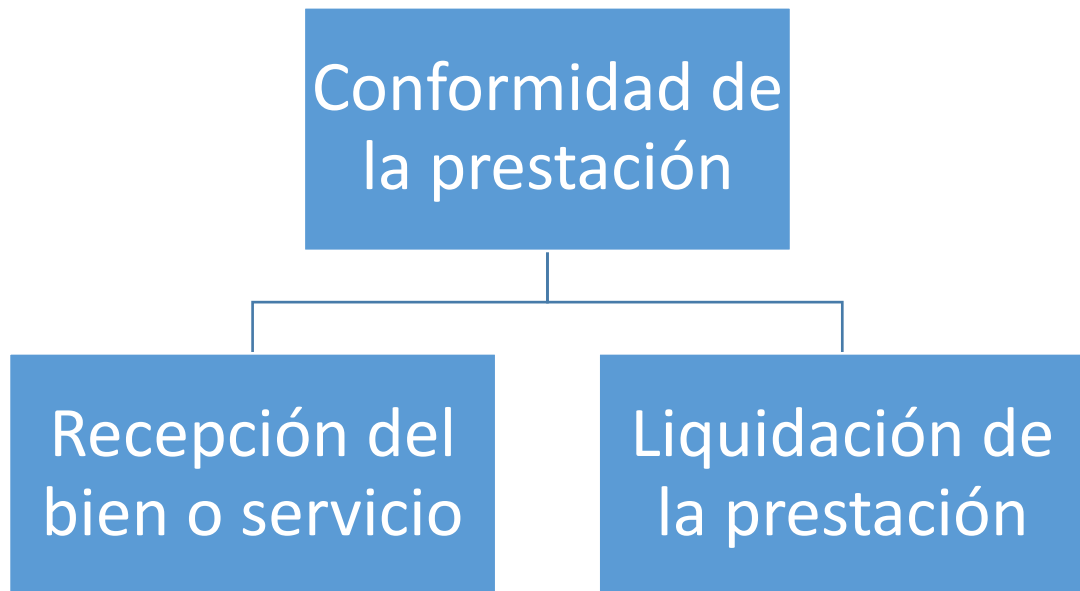 Conformidad de
la prestación
Recepción del
bien o servicio
Liquidación de
la prestación